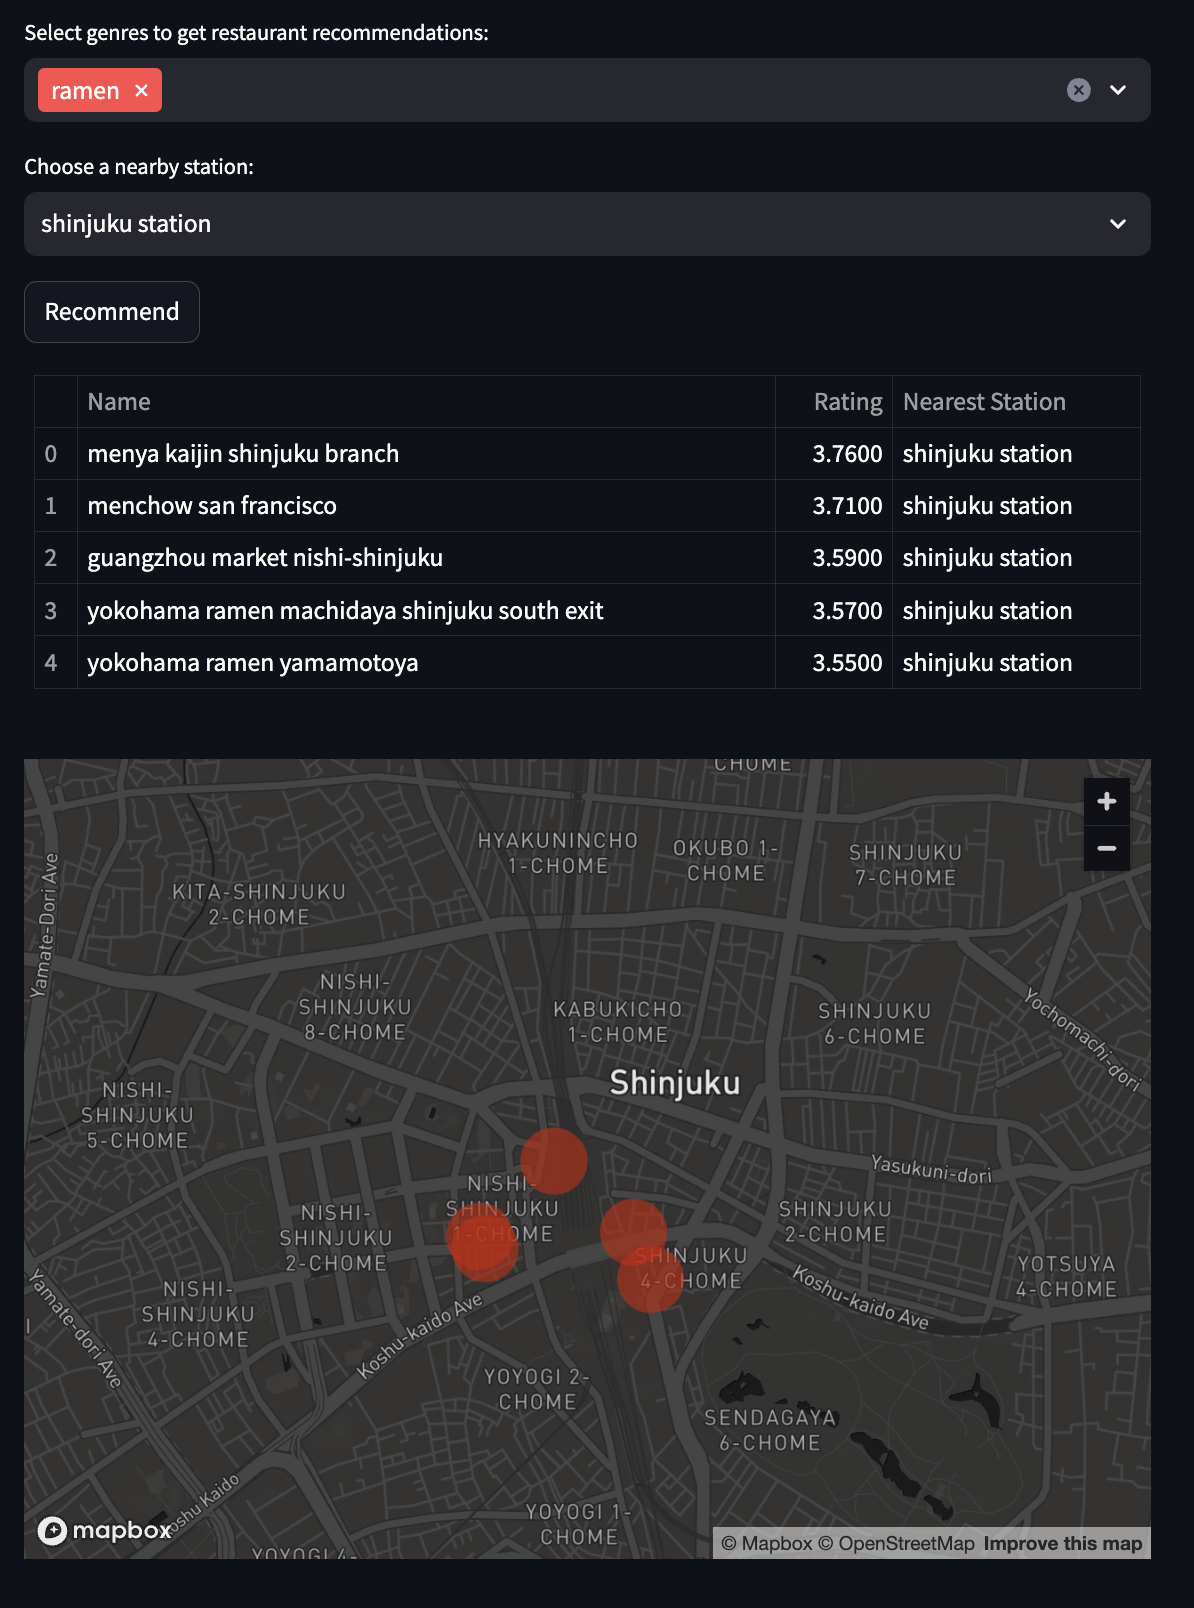 Select genres to get restaurant recommendations:
ramen ×
Choose a nearby station:
shinjuku station
Recommend
Name Rating Nearest Station
0 menya kaijin shinjuku branch 3.7600 shinjuku station
1 menchow san francisco 3.7100 shinjuku station
2 guangzhou market nishi-shinjuku 3.5900 shinjuku station
3 yokohama ramen machidaya shinjuku south exit 3.5700 shinjuku station
4 yokohama ramen yamamotoya 3.5500 shinjuku station
CHOME
+
−
HYAKUNINCHO
1-CHOME
OKUBO 1-
CHOME
SHINJUKU
7-CHOME
KITA-SHINJUKU
2-CHOME
Yamate-Dori Ave
NISHI-
SHINJUKU
8-CHOME
KABUKICHO
1-CHOME
SHINJUKU
6-CHOME
Yochomachi-dori
Shinjuku
NISHI-
SHINJUKU
5-CHOME
Yasukuni-dori
NISHI-
SHINJUKU
1-CHOME
NISHI-
SHINJUKU
2-CHOME
SHINJUKU
2-CHOME
SHINJUKU
4-CHOME
YOTSUYA
4-CHOME
NISHI-
SHINJUKU
4-CHOME
Yamate-dori Ave
Koshu-kaido Ave
Koshu-kaido Ave
YOYOGI 2-
CHOME
SENDAGAYA
6-CHOME
oshu Kaido
YOYOGI 1-
CHOME
YOYOGI 4-
mapbox
© Mapbox © OpenStreetMap Improve this map